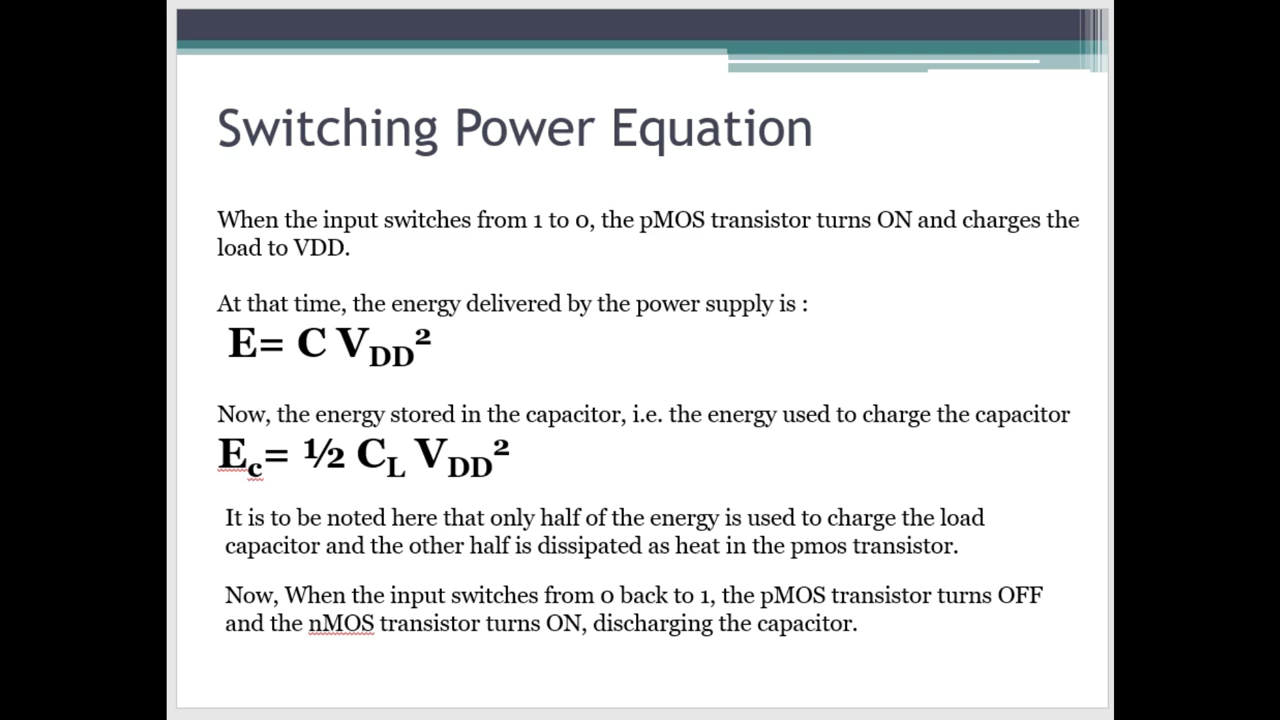 Switching Power Equation
When the input switches from 1 to 0, the pMOS transistor turns ON and charges the
load to VDD.
At that time, the energy delivered by the power supply is :
E= C V_DD²
Now, the energy stored in the capacitor, i.e. the energy used to charge the capacitor
E_c= ½ C_L V_DD²
It is to be noted here that only half of the energy is used to charge the load
capacitor and the other half is dissipated as heat in the pmos transistor.
Now, When the input switches from 0 back to 1, the pMOS transistor turns OFF
and the nMOS transistor turns ON, discharging the capacitor.